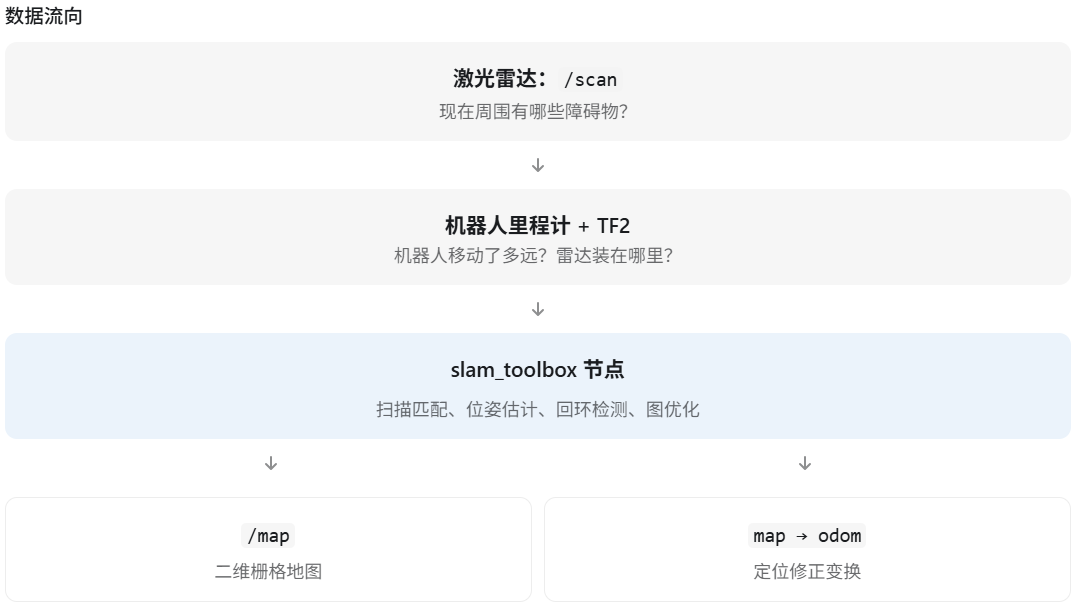 数据流向
激光雷达： /scan
现在周围有哪些障碍物？
↓
机器人里程计 + TF2
机器人移动了多远？雷达装在哪里？
↓
slam_toolbox 节点
扫描匹配、位姿估计、回环检测、图优化
↓ ↓
/map
二维栅格地图
map → odom
定位修正变换